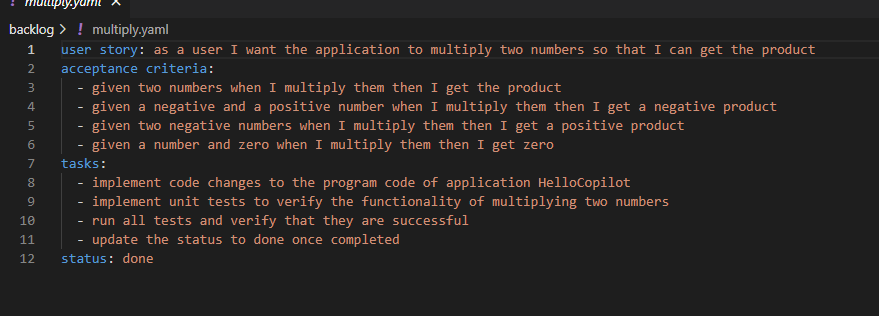 ! multiply.yaml ×
backlog > ! multiply.yaml
1 user story: as a user I want the application to multiply two numbers so that I can get the product
2 acceptance criteria:
3 - given two numbers when I multiply them then I get the product
4 - given a negative and a positive number when I multiply them then I get a negative product
5 - given two negative numbers when I multiply them then I get a positive product
6 - given a number and zero when I multiply them then I get zero
7 tasks:
8 - implement code changes to the program code of application HelloCopilot
9 - implement unit tests to verify the functionality of multiplying two numbers
10 - run all tests and verify that they are successful
11 - update the status to done once completed
12 status: done